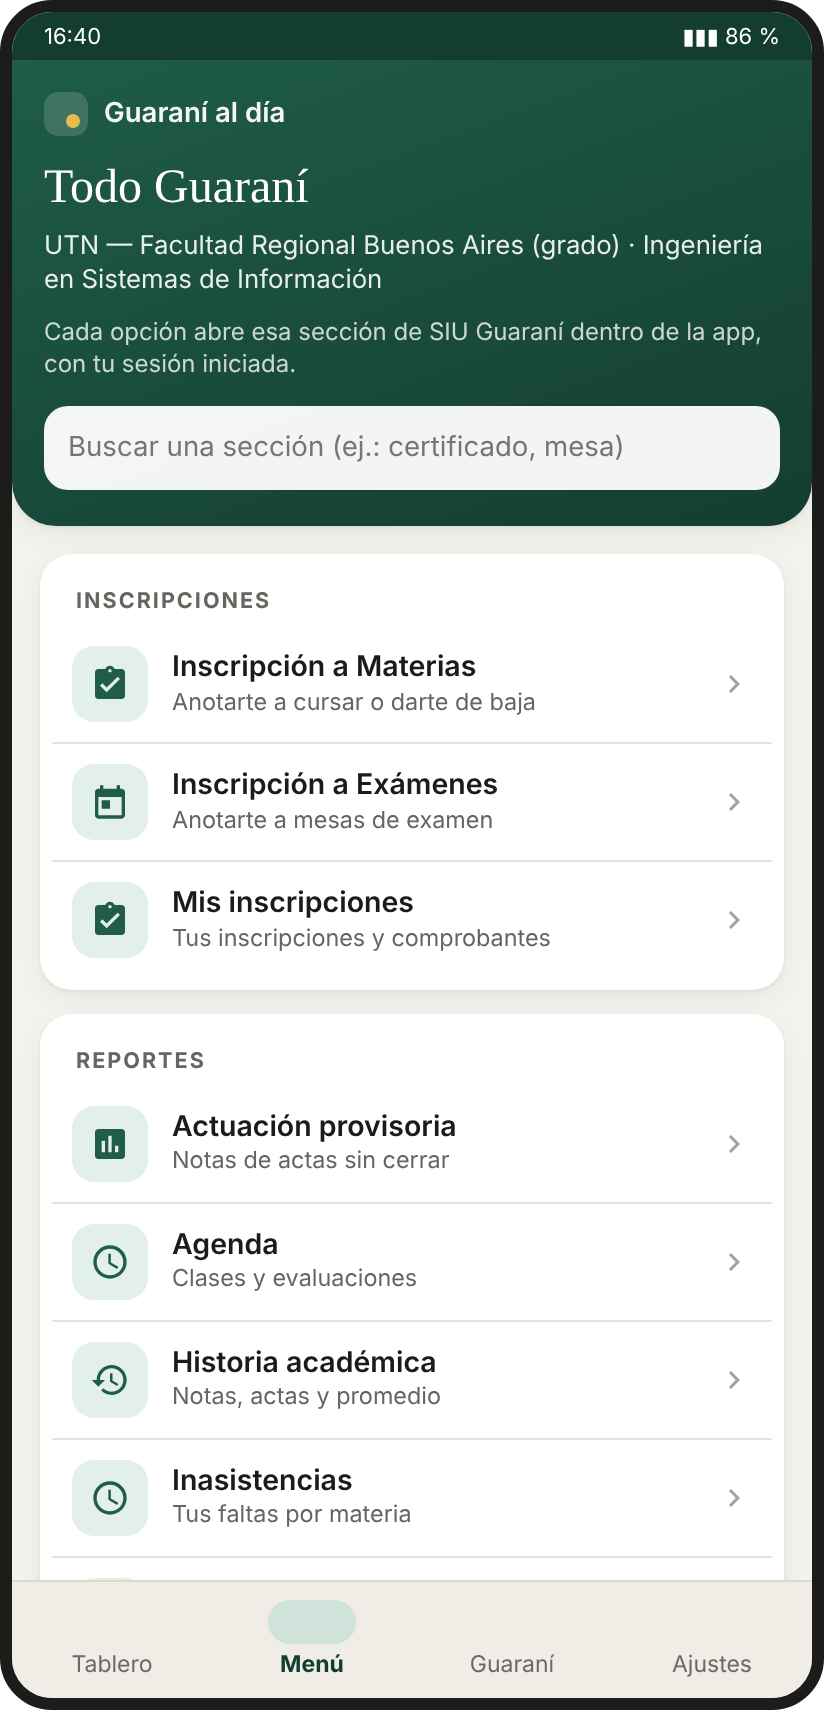 16:40
86 %
Guaraní al día
Todo Guaraní
UTN — Facultad Regional Buenos Aires (grado) · Ingeniería
en Sistemas de Información
Cada opción abre esa sección de SIU Guaraní dentro de la app,
con tu sesión iniciada.
Buscar una sección (ej.: certificado, mesa)
INSCRIPCIONES
Inscripción a Materias
Anotarte a cursar o darte de baja
Inscripción a Exámenes
Anotarte a mesas de examen
Mis inscripciones
Tus inscripciones y comprobantes
REPORTES
Actuación provisoria
Notas de actas sin cerrar
Agenda
Clases y evaluaciones
Historia académica
Notas, actas y promedio
Inasistencias
Tus faltas por materia
Tablero
Menú
Guaraní
Ajustes